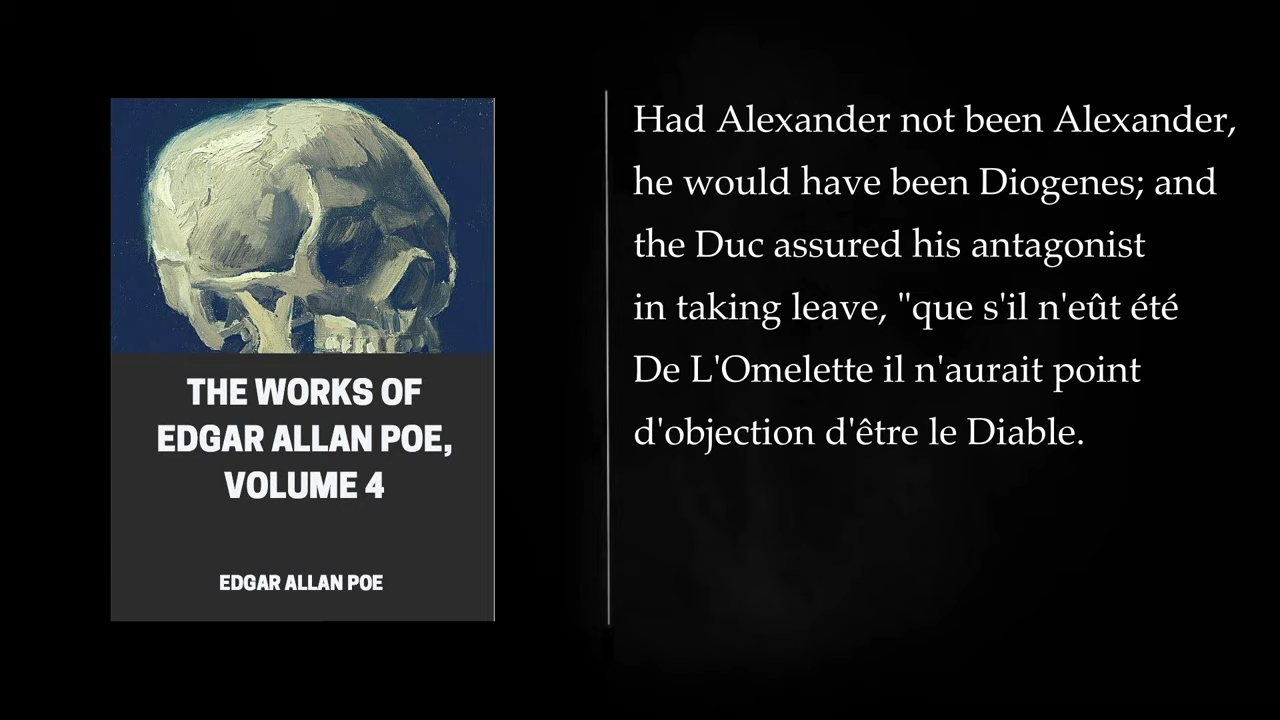 THE WORKS OF
EDGAR ALLAN POE,
VOLUME 4
EDGAR ALLAN POE
Had Alexander not been Alexander,
he would have been Diogenes; and
the Duc assured his antagonist
in taking leave, "que s'il n'eût été
De L'Omelette il n'aurait point
d'objection d'être le Diable.